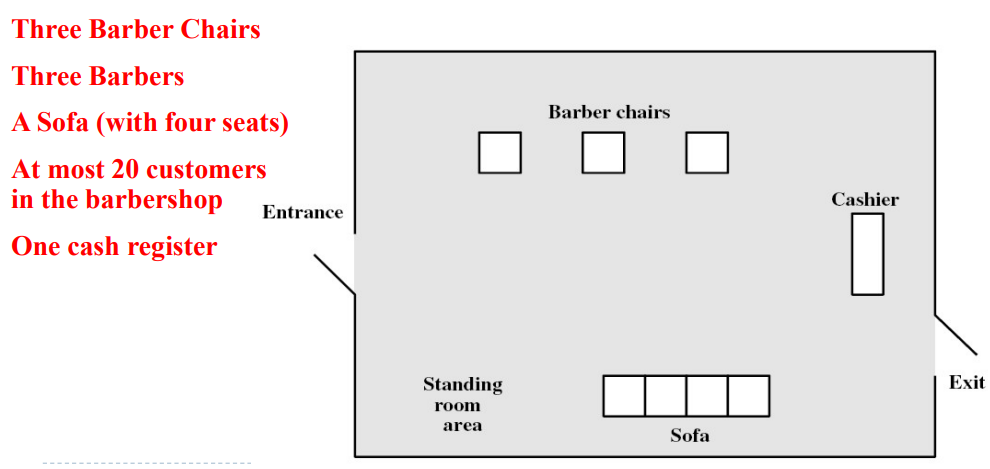 Three Barber Chairs
Three Barbers
A Sofa (with four seats)
At most 20 customers
in the barbershop
One cash register
Entrance
Barber chairs
Cashier
Standing
room
area
Sofa
Exit